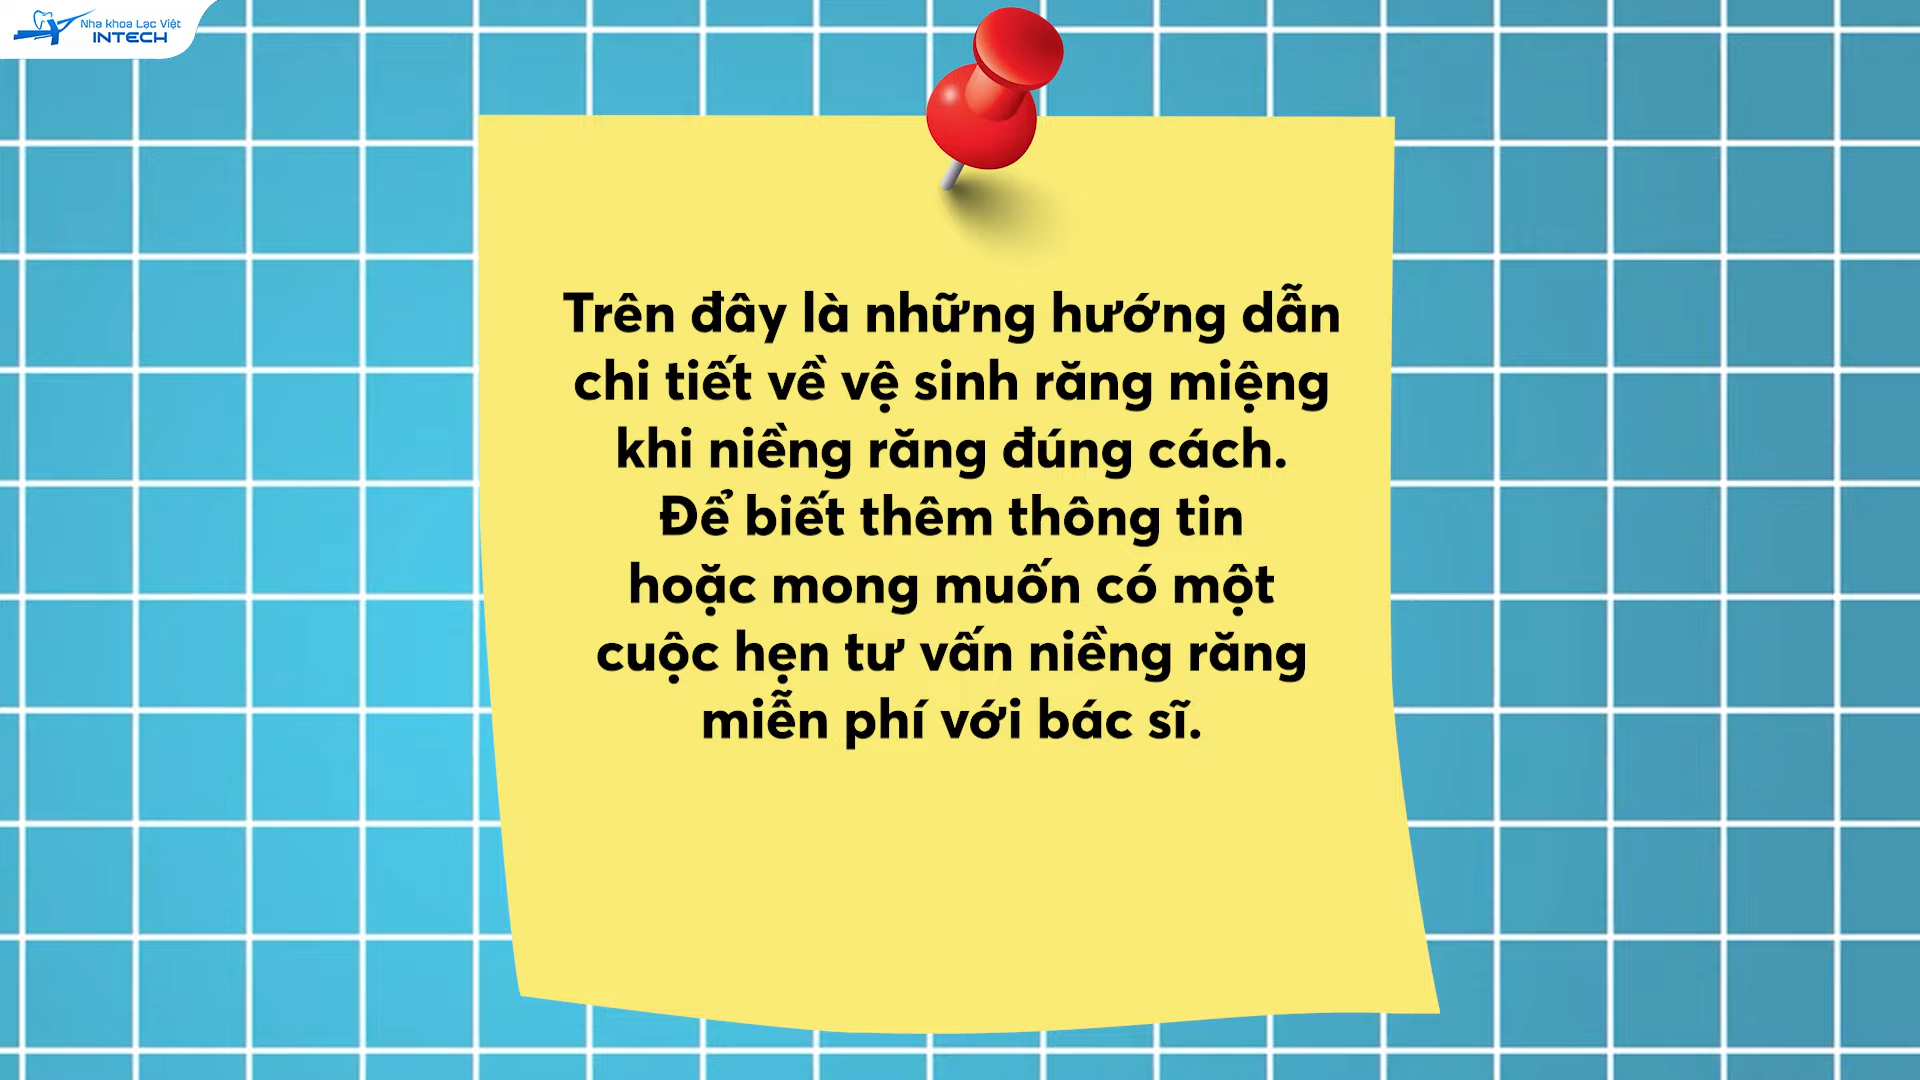 Nha khoa Lạc Việt
INTECH
Trên đây là những hướng dẫn
chi tiết về vệ sinh răng miệng
khi niềng răng đúng cách.
Để biết thêm thông tin
hoặc mong muốn có một
cuộc hẹn tư vấn niềng răng
miễn phí với bác sĩ.